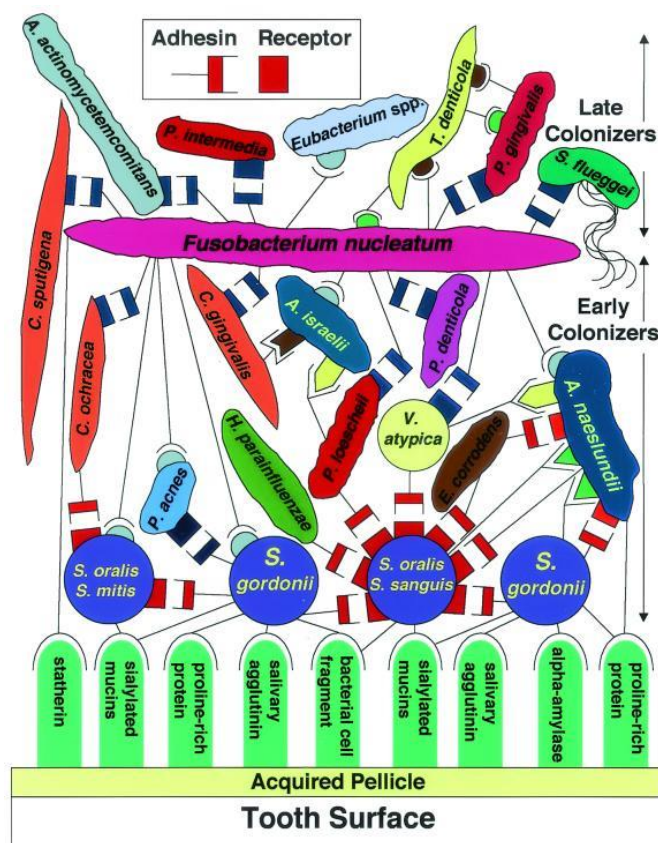 Adhesin Receptor
A. actinomycetemcomitans
P. intermedia
Eubacterium spp.
T. denticola
P. gingivalis
Late
Colonizers
S. flueggei
Fusobacterium nucleatum
C. sputigena
Early
Colonizers
C. ochracea
C. gingivalis
A. israelii
P. denticola
A. naeslundii
H. parainfluenzae
P. loescheii
V.
atypica
E. corrodens
P. acnes
S. oralis
S. mitis
S.
gordonii
S. oralis
S. sanguis
S.
gordonii
statherin
sialylated
mucins
proline-rich
protein
salivary
agglutinin
bacterial cell
fragment
sialylated
mucins
salivary
agglutinin
alpha-amylase
proline-rich
protein
Acquired Pellicle
Tooth Surface